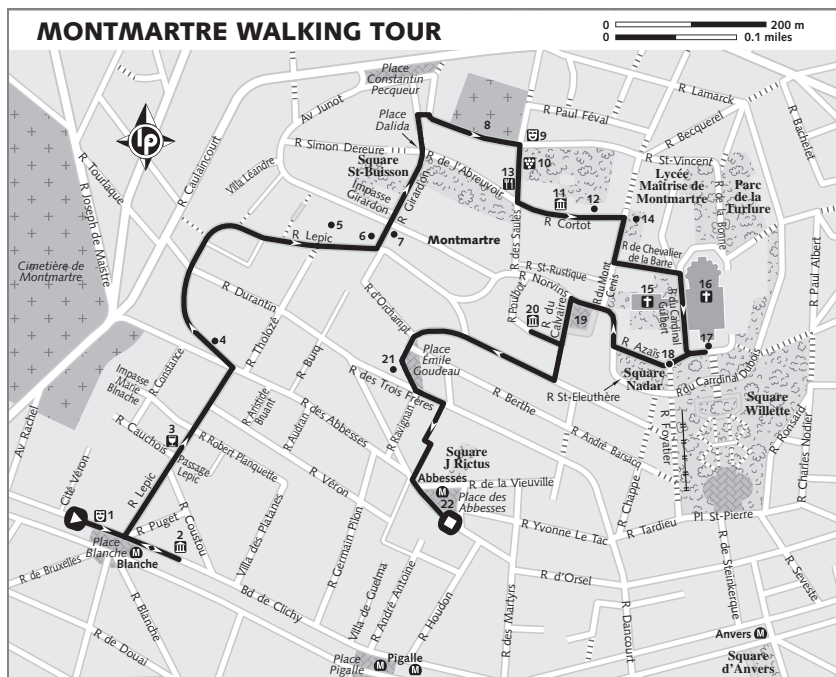 MONTMARTRE WALKING TOUR
0 200 m
0 0.1 miles
Place
Constantin
Pecqueur
Av Junot
Place
Dalida
8
R Lamarck
R Paul Féval
R Becquerel
R Bachelet
9
R Simon Dereure
Square
St-Buisson
R de l'Abreuvoir
13
10
R St-Vincent
Lycée
Maîtrise de
Montmartre
Parc
de la
Turlure
R Caulaincourt
R Tourlaque
R Joseph de Maistre
Villa Léandre
Impasse
Girardon
R Girardon
11
12
14
R Cortot
R de la Bonne
5
6
7
R Lepic
Montmartre
R des Saules
R de Chevalier
de la Barre
R Paul Albert
Cimetière de
Montmartre
R St-Rustique
R Norvins
R du Mont
Cenis
15
16
R du Cardinal
Guibert
R Durantin
R d'Orchampt
R Poulbot
20
R du
Calvaire
19
R Azaïs
17
4
R Tholozé
R Burq
21
Place
Émile
Goudeau
18
Square
Nadar
R du Carrdinal Dubois
R Constance
Impasse
Marie
Blnache
R des Trois Frères
R St-Eleuthère
Square
Willette
R Berthe
R Aristide
Bruant
R Audran
R des Abbesses
R Ravignan
R André Barsacq
R Foyatier
R Ronsard
R Charles Nodier
Av Rachel
3
R Cauchois
R Robert Planquette
Passage
Lepic
Square
J Rictus
Abbesses
R de la Vieuville
R Chappe
Cité Véron
R Lepic
R Véron
22
Place des
Abbesses
Pl St-Pierre
1
R Puget
2
R Coustou
Villa des Platanes
R Germain Pilon
R Yvonne Le Tac
R Tardieu
Place
Blanche
Blanche
R de Bruxelles
R d'Orsel
R de Steinkerque
R Seveste
R Blanche
Bd de Clichy
Villa de Guelma
R André Antoine
R Houdon
R des Martyrs
R Dancourt
Anvers
R de Douai
Place
Pigalle
Pigalle
Square
d'Anvers
lp